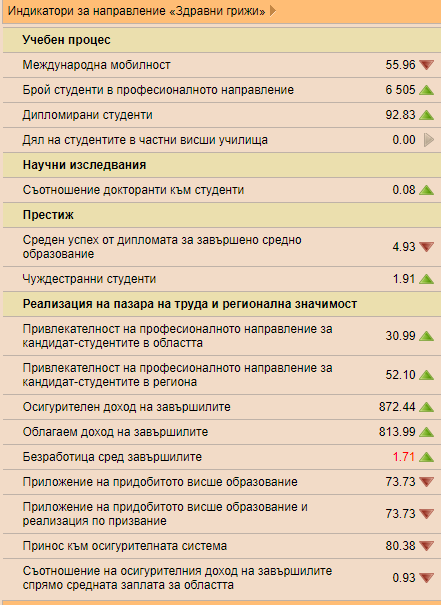 Индикатори за направление «Здравни грижи»
Учебен процес
Международна мобилност 55.96
Брой студенти в професионалното направление 6 505
Дипломирани студенти 92.83
Дял на студентите в частни висши училища 0.00
Научни изследвания
Съотношение докторанти към студенти 0.08
Престиж
Среден успех от дипломата за завършено средно
образование 4.93
Чуждестранни студенти 1.91
Реализация на пазара на труда и регионална значимост
Привлекателност на професионалното направление за
кандидат-студентите в областта 30.99
Привлекателност на професионалното направление за
кандидат-студентите в региона 52.10
Осигурителен доход на завършилите 872.44
Облагаем доход на завършилите 813.99
Безработица сред завършилите 1.71
Приложение на придобитото висше образование 73.73
Приложение на придобитото висше образование и
реализация по призвание 73.73
Принос към осигурителната система 80.38
Съотношение на осигурителния доход на завършилите
спрямо средната заплата за областта 0.93